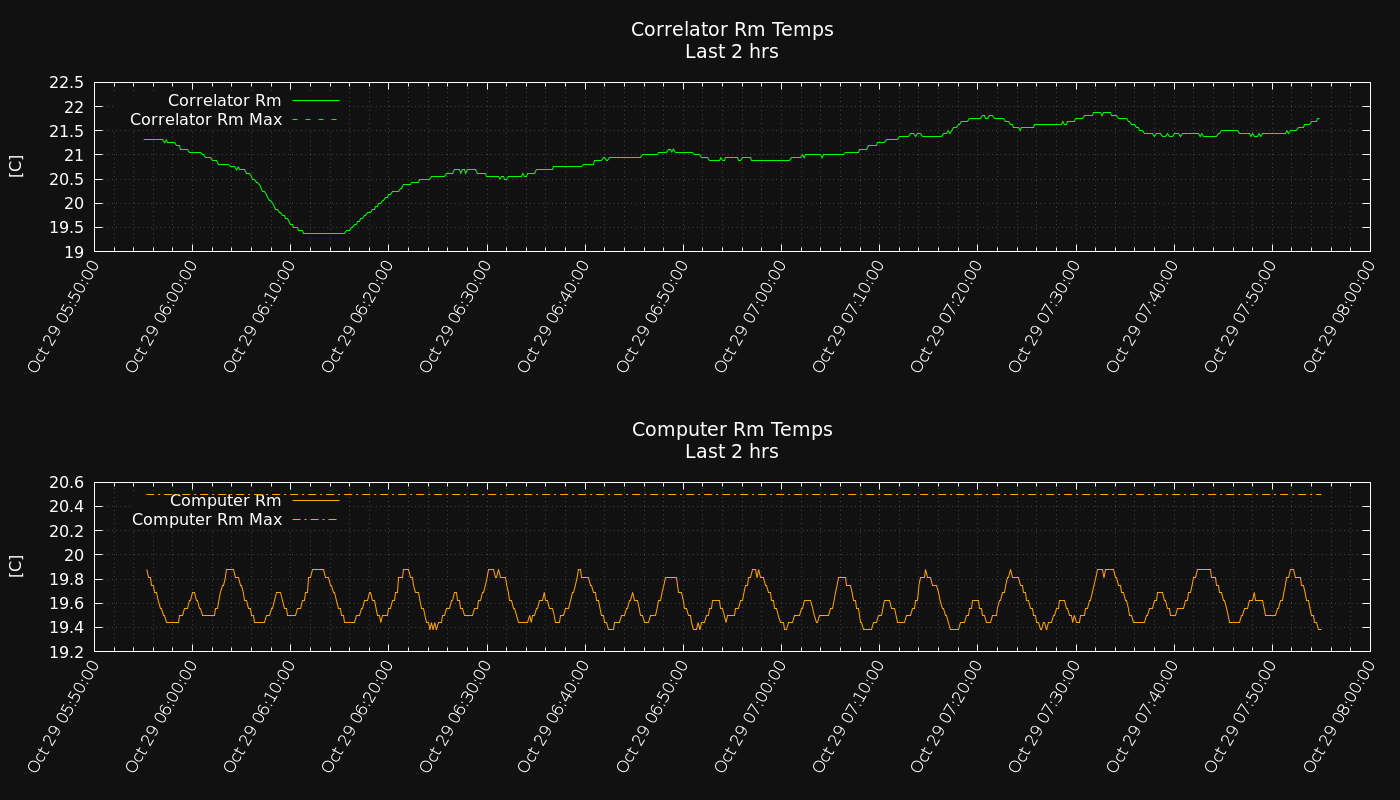 Correlator Rm Temps
Last 2 hrs
22.5
22
21.5
21
20.5
20
19.5
19
[C]
Correlator Rm
Correlator Rm Max
Oct 29 05:50:00
Oct 29 06:00:00
Oct 29 06:10:00
Oct 29 06:20:00
Oct 29 06:30:00
Oct 29 06:40:00
Oct 29 06:50:00
Oct 29 07:00:00
Oct 29 07:10:00
Oct 29 07:20:00
Oct 29 07:30:00
Oct 29 07:40:00
Oct 29 07:50:00
Oct 29 08:00:00
Computer Rm Temps
Last 2 hrs
20.6
20.4
20.2
20
19.8
19.6
19.4
19.2
[C]
Computer Rm
Computer Rm Max
Oct 29 05:50:00
Oct 29 06:00:00
Oct 29 06:10:00
Oct 29 06:20:00
Oct 29 06:30:00
Oct 29 06:40:00
Oct 29 06:50:00
Oct 29 07:00:00
Oct 29 07:10:00
Oct 29 07:20:00
Oct 29 07:30:00
Oct 29 07:40:00
Oct 29 07:50:00
Oct 29 08:00:00